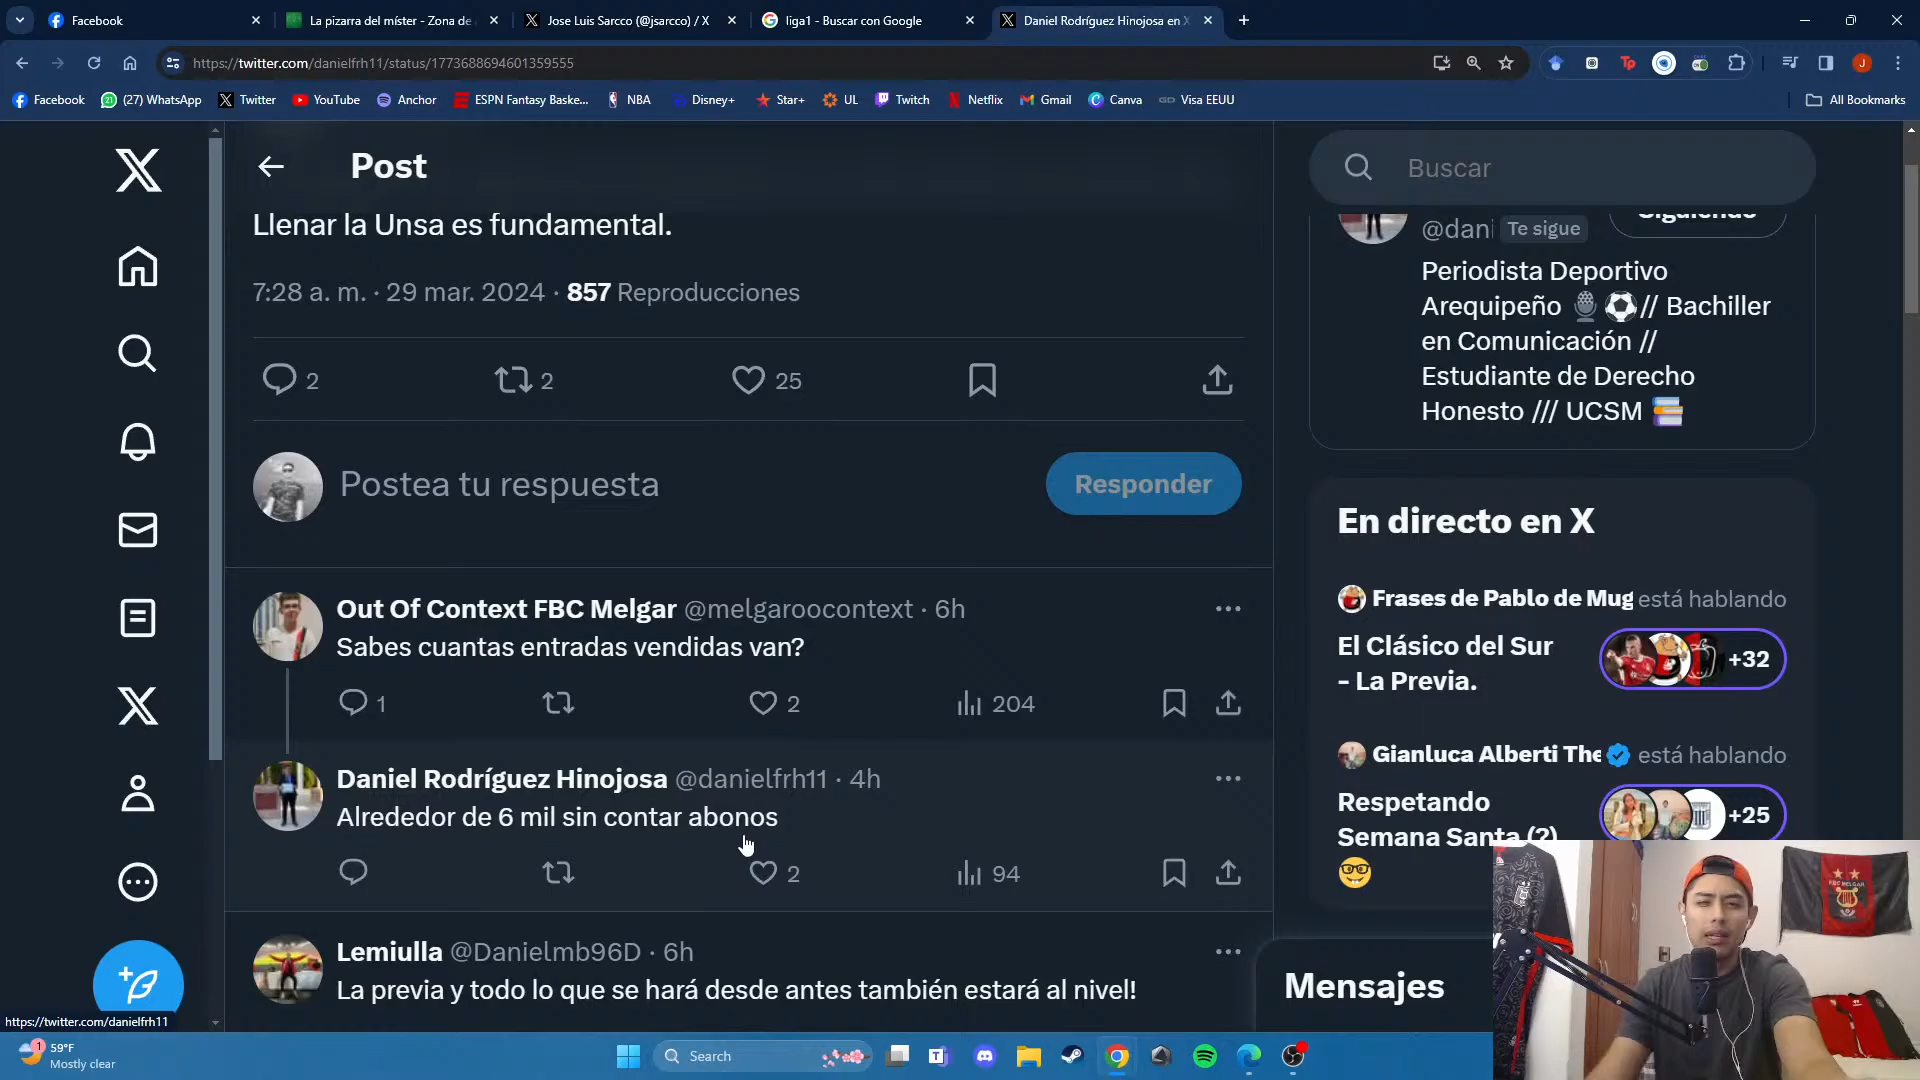 Facebook
La pizarra del míster - Zona de
Jose Luis Sarcco (@jsarcco) / X
liga1 - Buscar con Google
Daniel Rodríguez Hinojosa en X
https://twitter.com/danielfrh11/status/1773688694601359555
Facebook
(27) WhatsApp
Twitter
YouTube
Anchor
ESPN Fantasy Baske...
NBA
Disney+
Star+
UL
Twitch
Netflix
Gmail
Canva
Visa EEUU
All Bookmarks
Post
Llenar la Unsa es fundamental.
7:28 a. m. · 29 mar. 2024 · 857 Reproducciones
2
2
25
Postea tu respuesta
Responder
Out Of Context FBC Melgar @melgaroocontext · 6h
Sabes cuantas entradas vendidas van?
1
2
204
Daniel Rodríguez Hinojosa @danielfrh11 · 4h
Alrededor de 6 mil sin contar abonos
2
94
Lemiulla @Danielmb96D · 6h
La previa y todo lo que se hará desde antes también estará al nivel!
Buscar
Siguiendo
@dani Te sigue
Periodista Deportivo
Arequipeño 🎙️⚽// Bachiller
en Comunicación //
Estudiante de Derecho
Honesto /// UCSM 📚
En directo en X
Frases de Pablo de Mug está hablando
El Clásico del Sur
- La Previa.
+32
Gianluca Alberti The está hablando
Respetando
Semana Santa (?)
🤓
+25
Mensajes
FBC MELGAR
https://twitter.com/danielfrh11
1
59°F
Mostly clear
Search